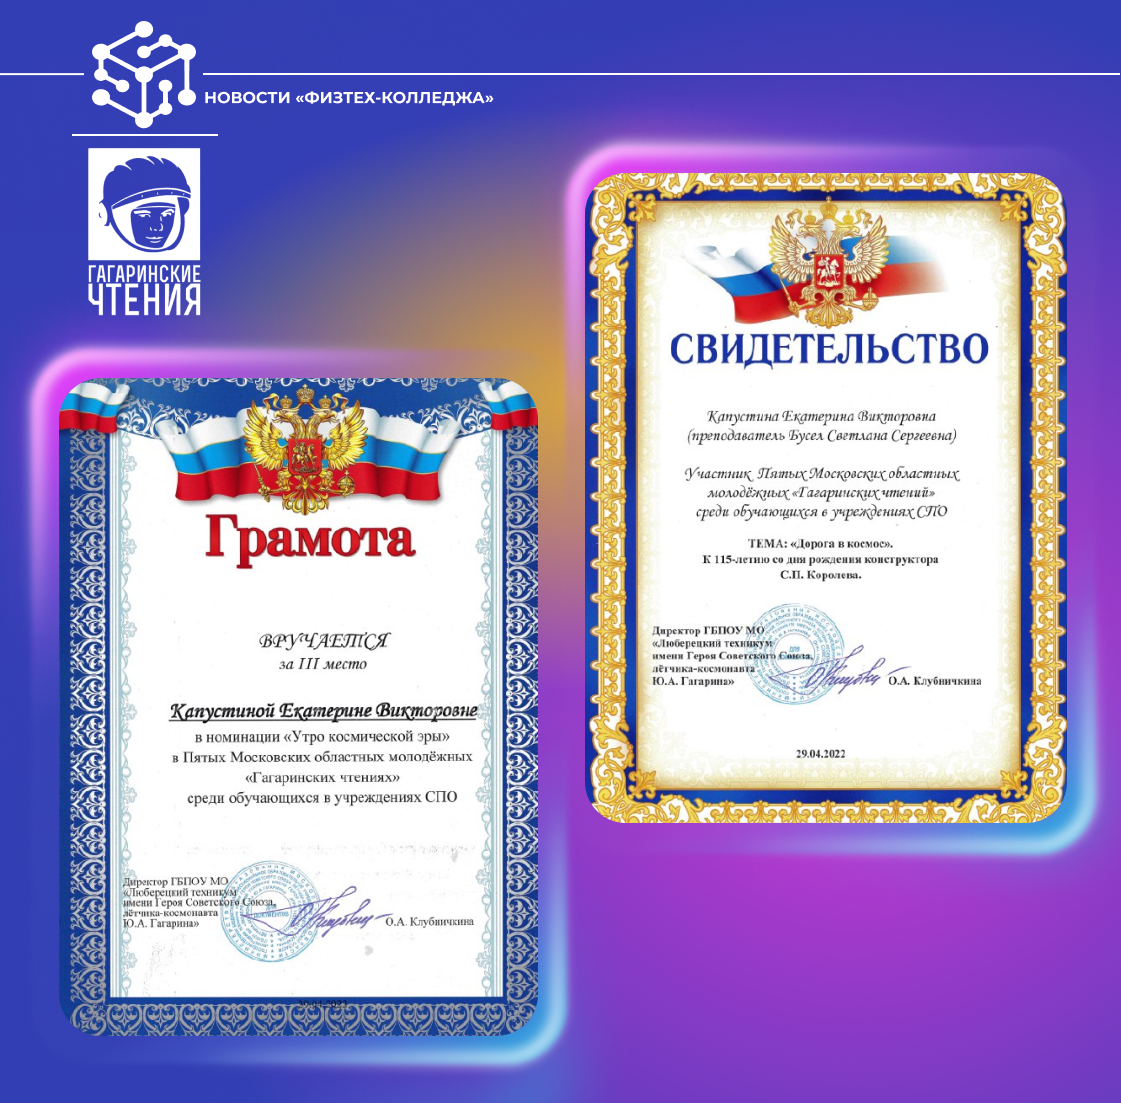 НОВОСТИ «ФИЗТЕХ-КОЛЛЕДЖА»
ГАГАРИНСКИЕ
ЧТЕНИЯ
Грамота
ВРУЧАЕТСЯ
за III место
Капустиной Екатерине Викторовне
в номинации «Утро космической эры»
в Пятых Московских областных молодёжных
«Гагаринских чтениях»
среди обучающихся в учреждениях СПО
Директор ГБПОУ МО
«Люберецкий техникум
имени Героя Советского Союза,
лётчика-космонавта
Ю.А. Гагарина»
О.А. Клубничкина
29.04.2022
СВИДЕТЕЛЬСТВО
Капустина Екатерина Викторовна
(преподаватель Бусел Светлана Сергеевна)
Участник Пятых Московских областных
молодёжных «Гагаринских чтений»
среди обучающихся в учреждениях СПО
ТЕМА: «Дорога в космос».
К 115-летию со дня рождения конструктора
С.П. Королева.
Директор ГБПОУ МО
«Люберецкий техникум
имени Героя Советского Союза,
лётчика-космонавта
Ю.А. Гагарина»
О.А. Клубничкина
29.04.2022